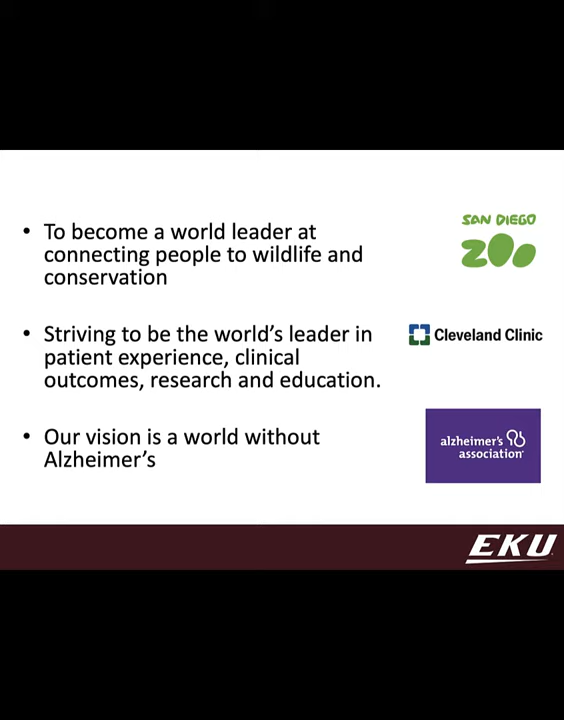 • To become a world leader at
connecting people to wildlife and
conservation
SAN DIEGO
ZOO
• Striving to be the world's leader in
patient experience, clinical
outcomes, research and education.
Cleveland Clinic
• Our vision is a world without
Alzheimer's
alzheimer's
association
EKU